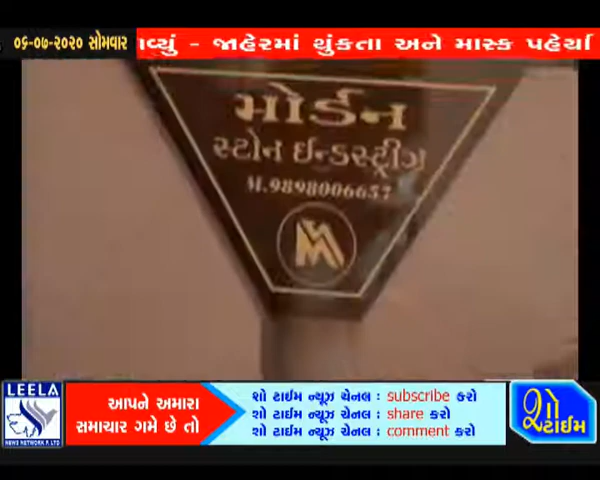 ૦૬-૦૭-૨૦૨૦ સોમવાર
ાવ્યું - જાહેરમાં થુંકતા અને માસ્ક પહેર્યા
મોર્ડન
સ્ટોન ઈન્ડસ્ટ્રીઝ
M.9898006657
M
LEELA
NEWS NETWORK P. LTD
આપને અમારા
સમાચાર ગમે છે તો
શો ટાઈમ ન્યૂઝ ચેનલ : subscribe કરો
શો ટાઈમ ન્યૂઝ ચેનલ : share કરો
શો ટાઈમ ન્યૂઝ ચેનલ : comment કરો
શો
ટાઈમ